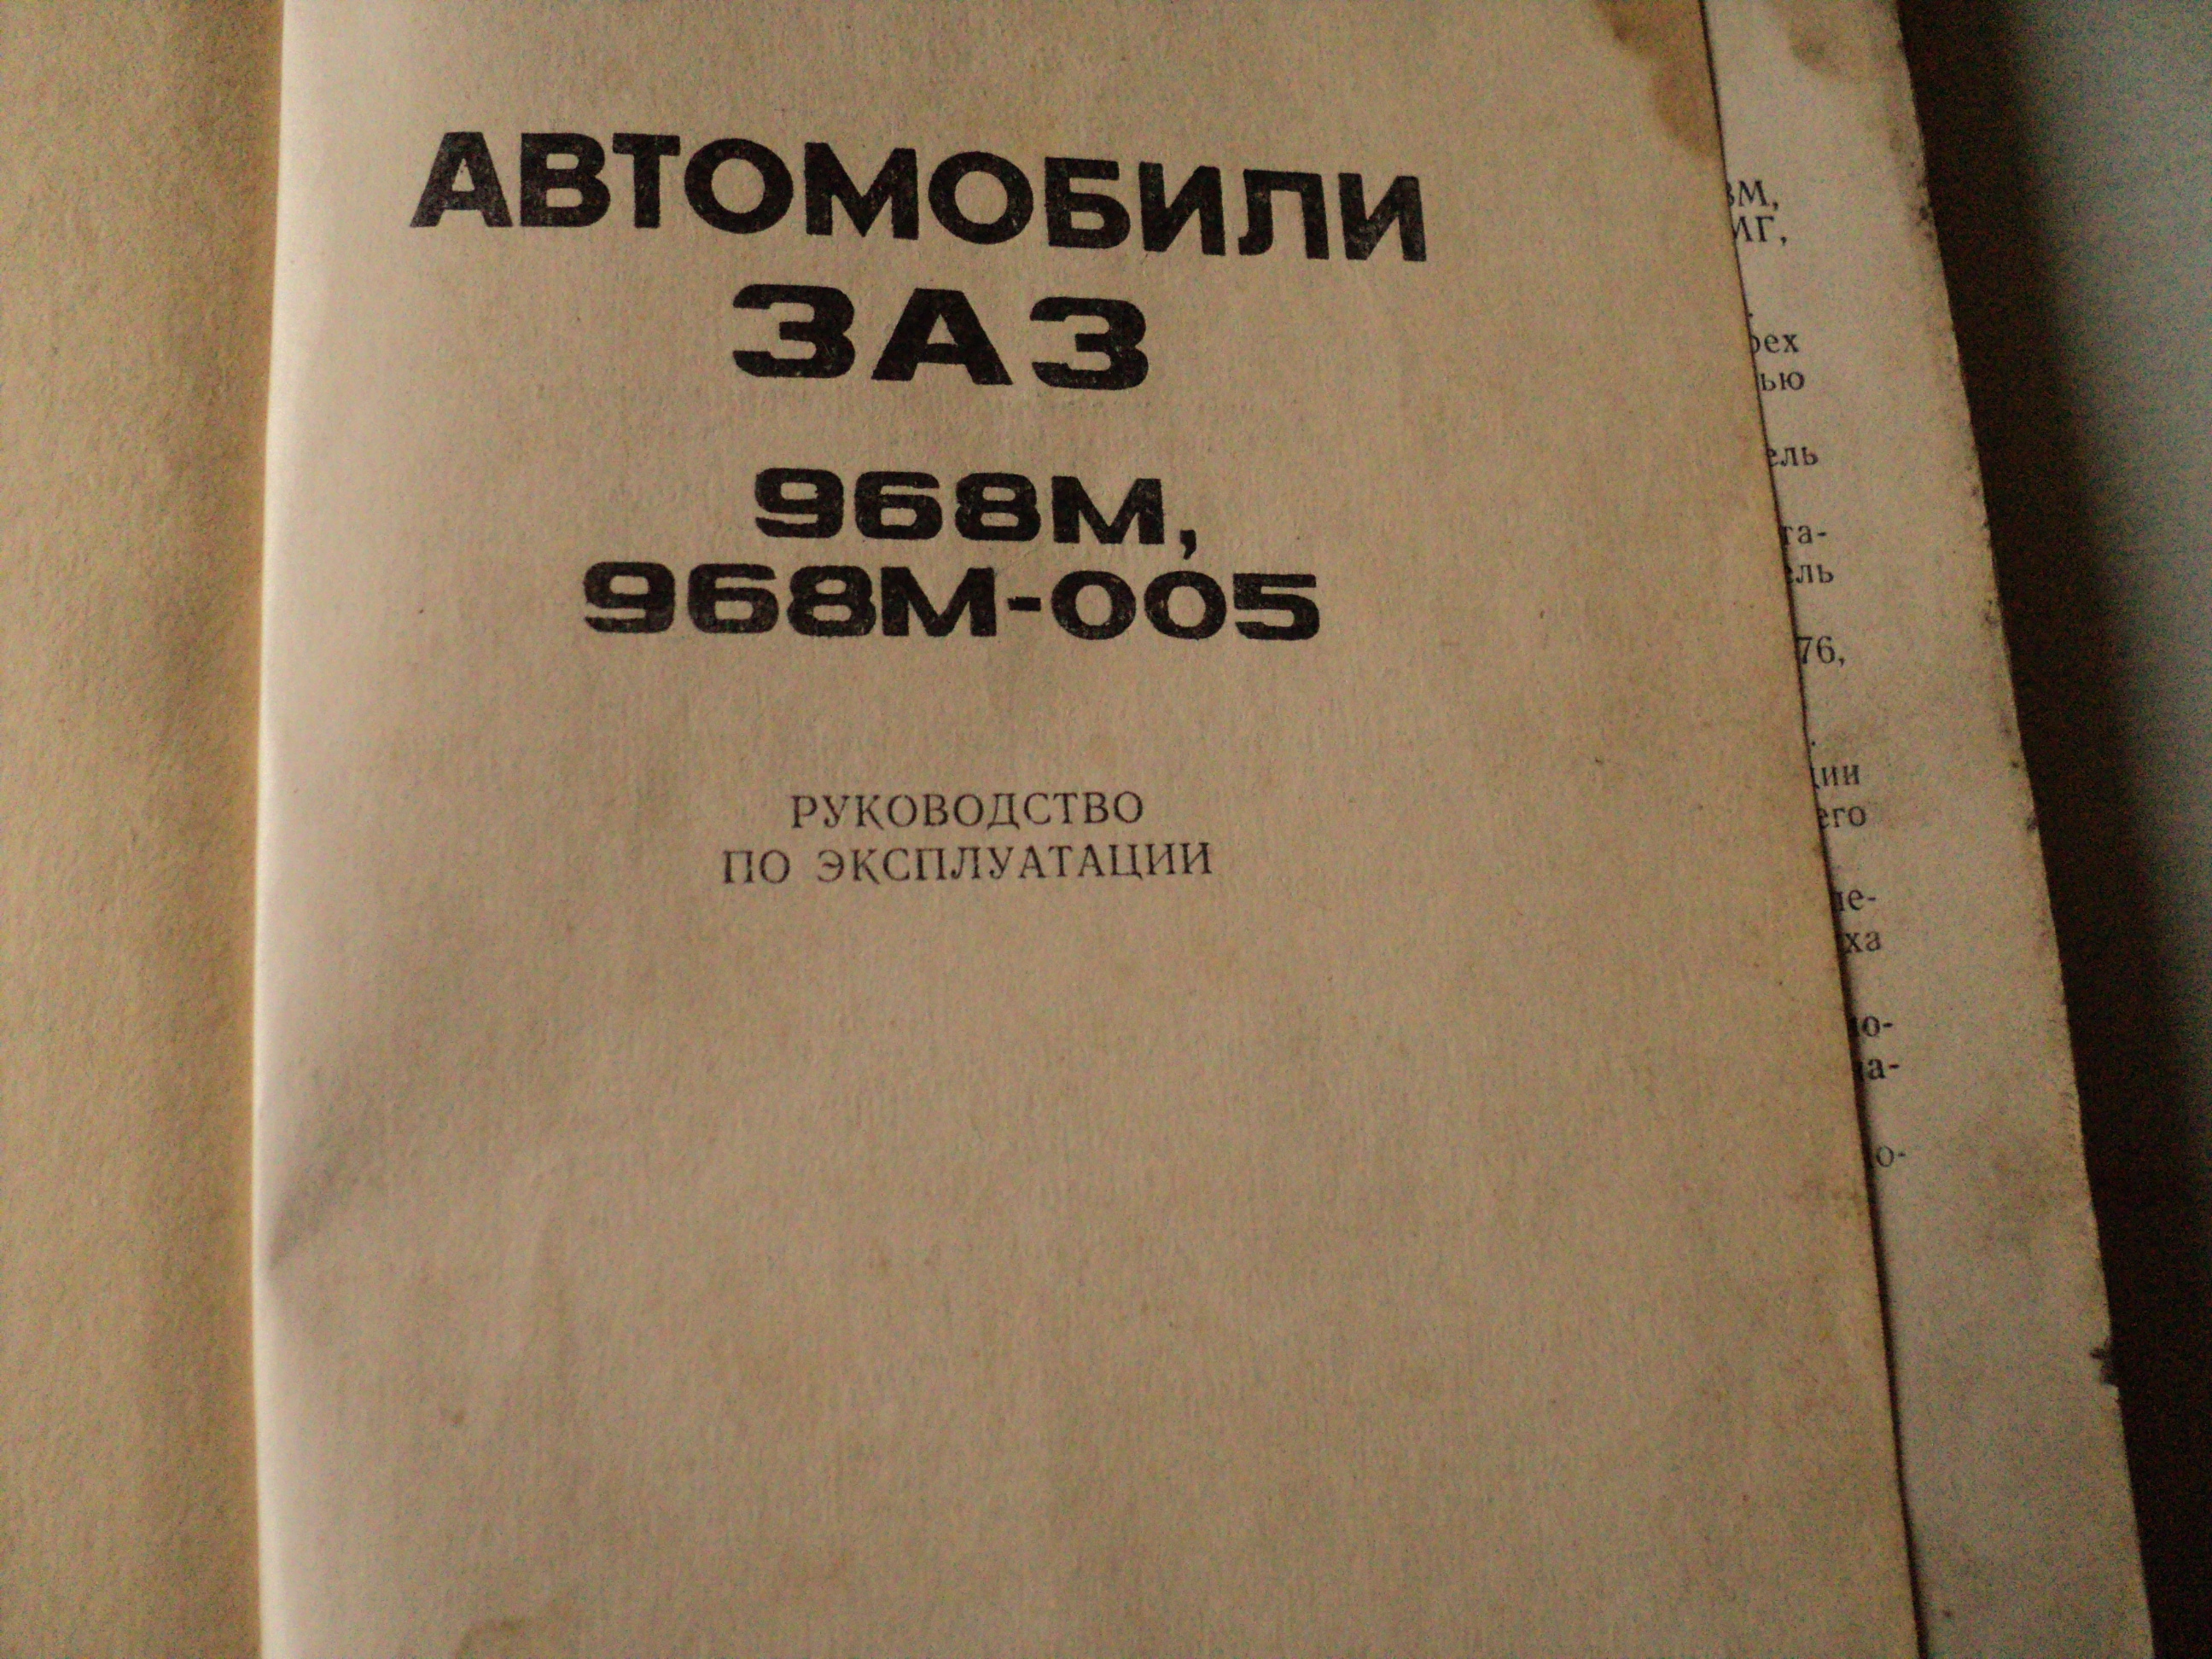 АВТОМОБИЛИ
ЗАЗ
968М,
968М-005
РУКОВОДСТВО
ПО ЭКСПЛУАТАЦИИ